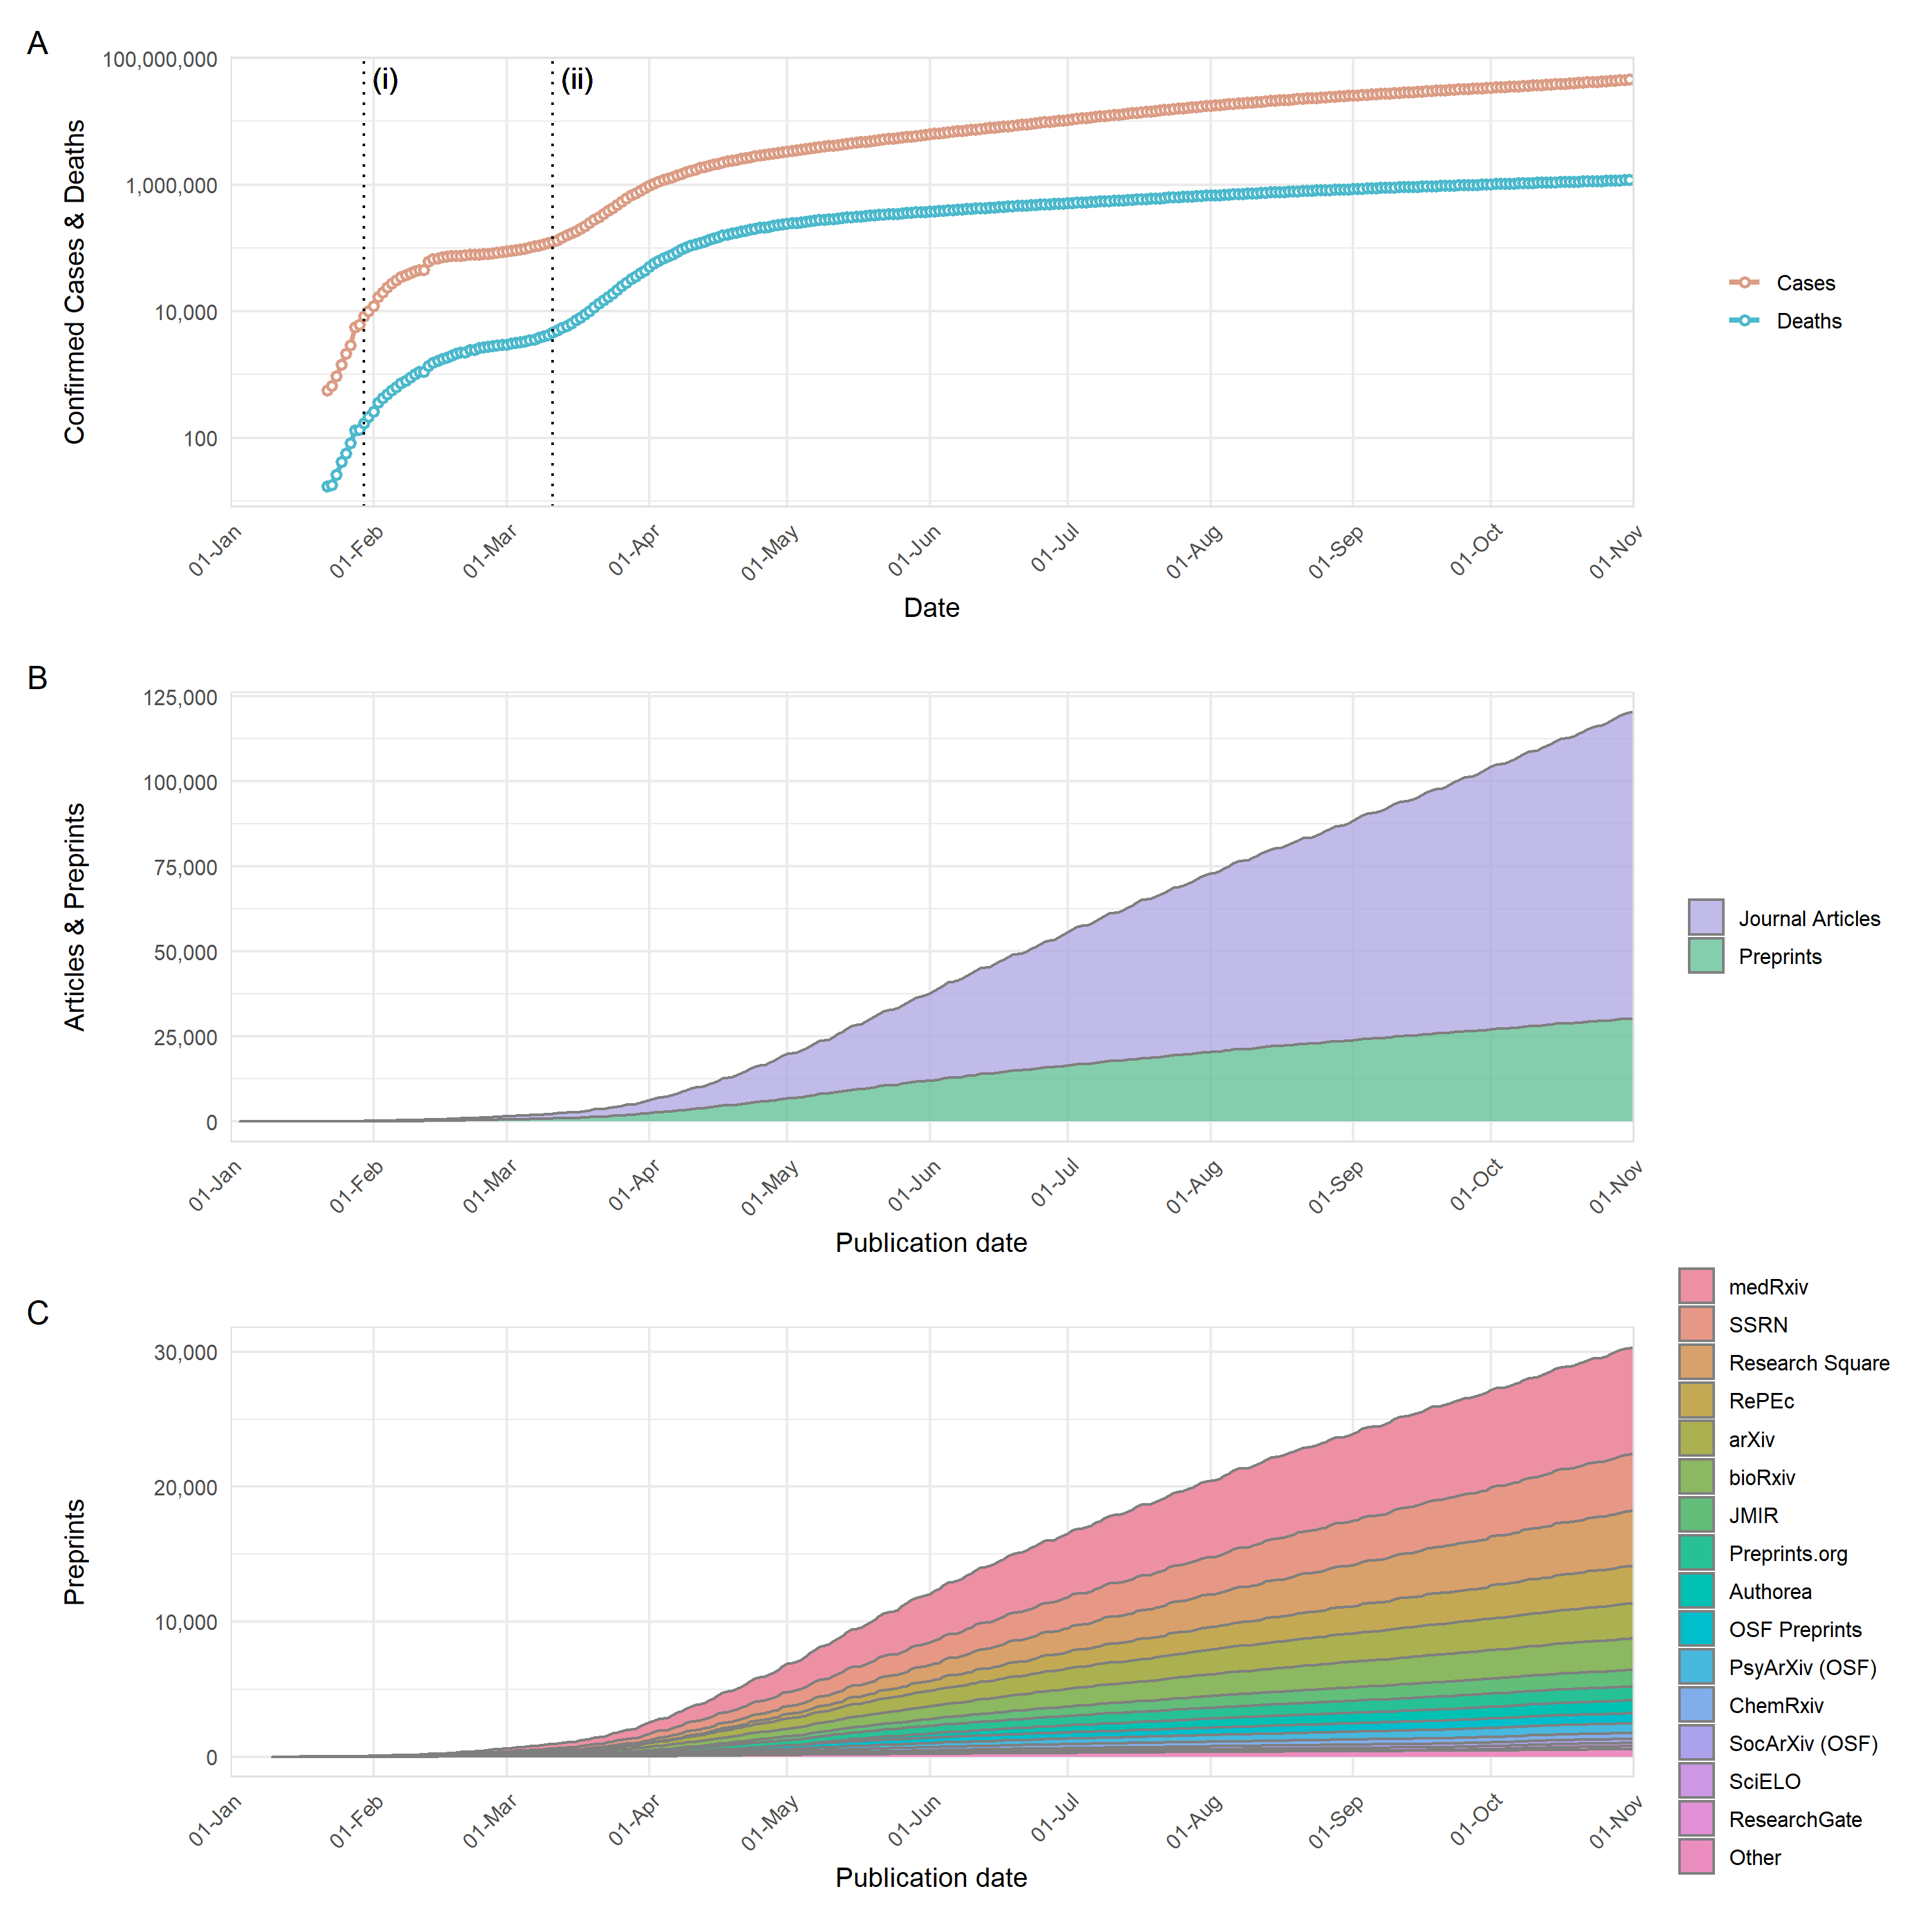 A
100,000,000
1,000,000
10,000
100
Confirmed Cases & Deaths
(i)
(ii)
01-Jan
01-Feb
01-Mar
01-Apr
01-May
01-Jun
01-Jul
01-Aug
01-Sep
01-Oct
01-Nov
Date
Cases
Deaths
B
125,000
100,000
75,000
50,000
25,000
0
Articles & Preprints
01-Jan
01-Feb
01-Mar
01-Apr
01-May
01-Jun
01-Jul
01-Aug
01-Sep
01-Oct
01-Nov
Publication date
Journal Articles
Preprints
C
30,000
20,000
10,000
0
Preprints
01-Jan
01-Feb
01-Mar
01-Apr
01-May
01-Jun
01-Jul
01-Aug
01-Sep
01-Oct
01-Nov
Publication date
medRxiv
SSRN
Research Square
RePEc
arXiv
bioRxiv
JMIR
Preprints.org
Authorea
OSF Preprints
PsyArXiv (OSF)
ChemRxiv
SocArXiv (OSF)
SciELO
ResearchGate
Other